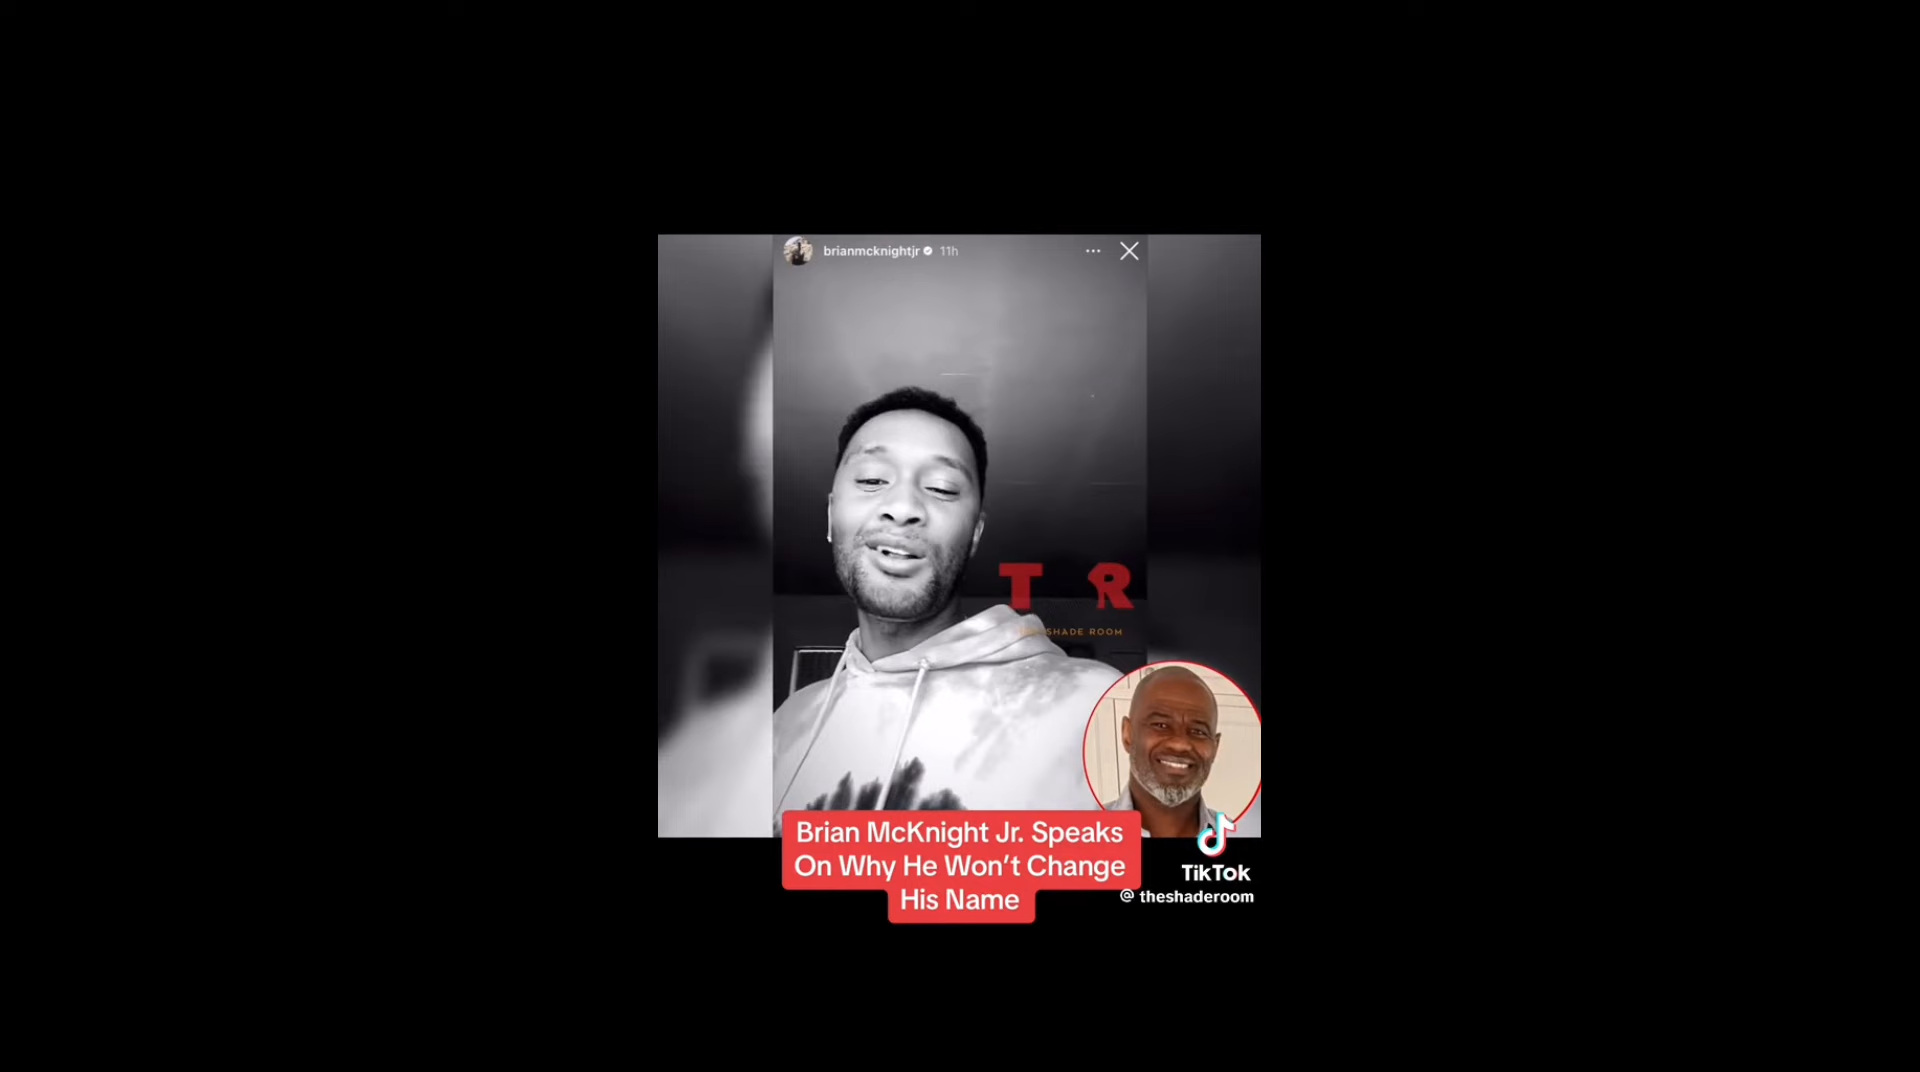 brianmcknightjr 11h
T R
SHADE ROOM
Brian McKnight Jr. Speaks
On Why He Won’t Change
His Name
TikTok
@ theshaderoom